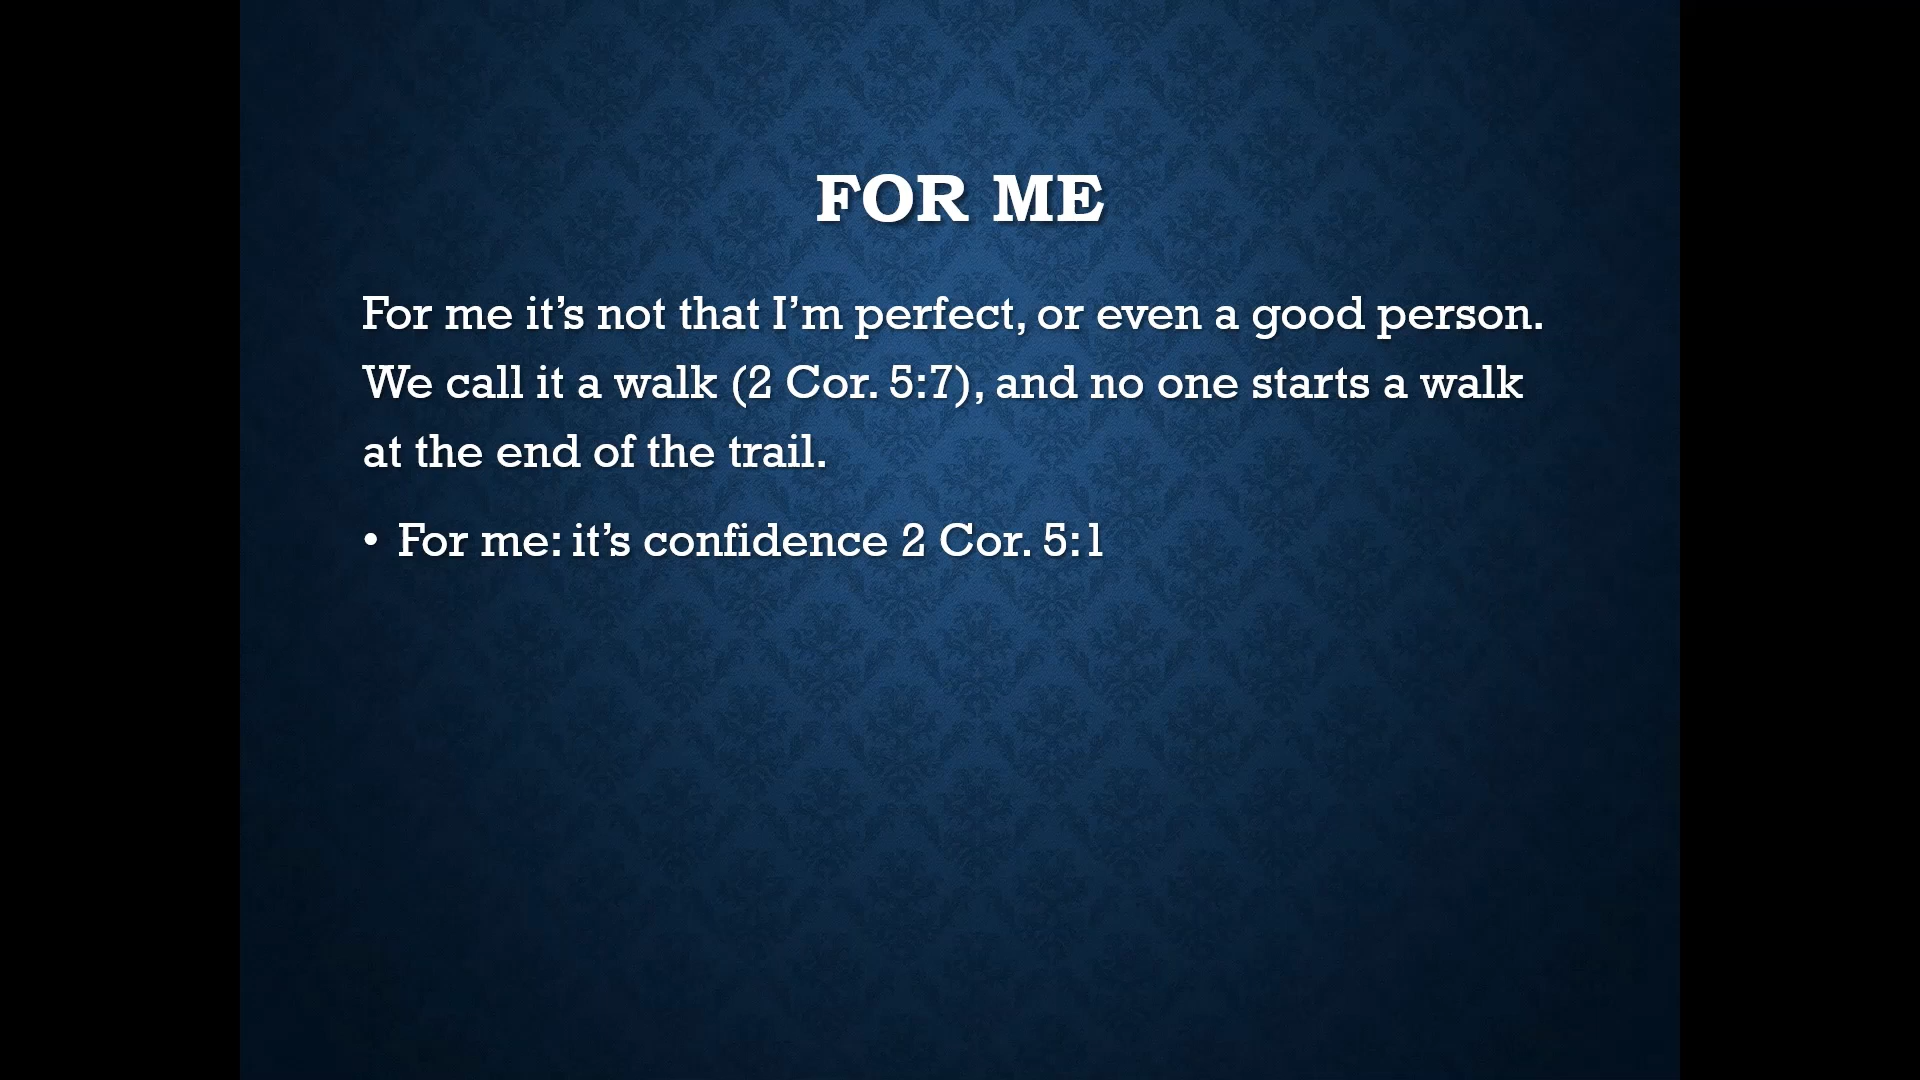 FOR ME
For me it’s not that I’m perfect, or even a good person.
We call it a walk (2 Cor. 5:7), and no one starts a walk
at the end of the trail.
• For me: it’s confidence 2 Cor. 5:1